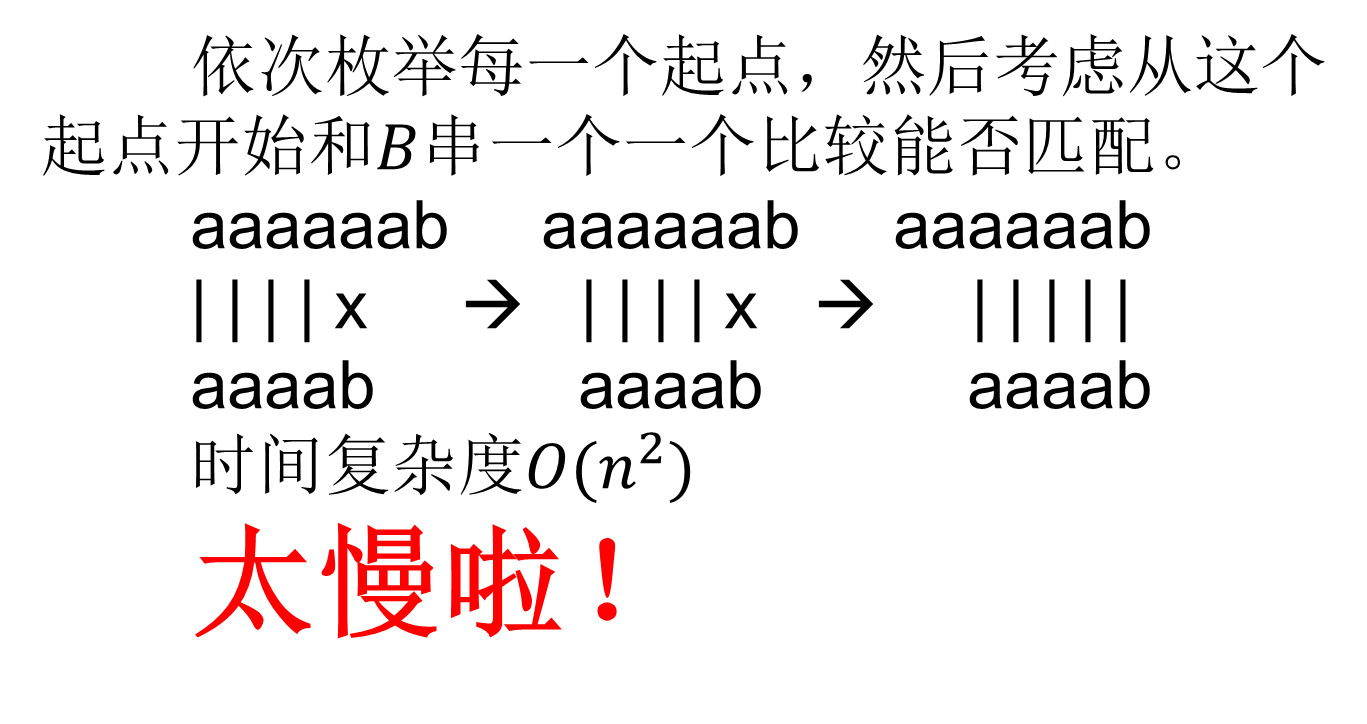 依次枚举每一个起点，然后考虑从这个
起点开始和B串一个一个比较能否匹配。
aaaaaab aaaaaab aaaaaab
||||x → ||||x → |||||
aaaab aaaab aaaab
时间复杂度O(n²)
太慢啦！